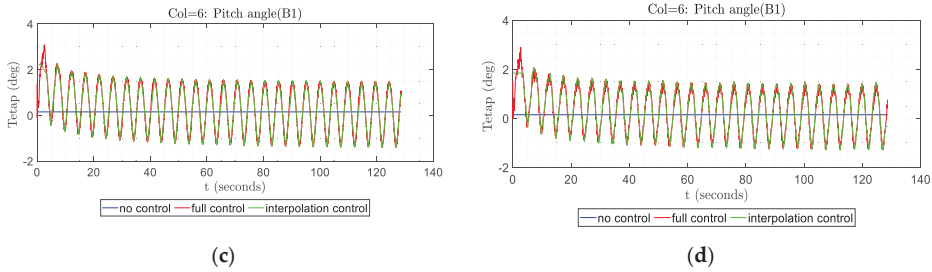 Col=6: Pitch angle(B1)
4
2
0
-2
Tetap (deg)
0 20 40 60 80 100 120 140
t (seconds)
no control full control interpolation control
(c)
Col=6: Pitch angle(B1)
4
2
0
-2
Tetap (deg)
0 20 40 60 80 100 120 140
t (seconds)
no control full control interpolation control
(d)